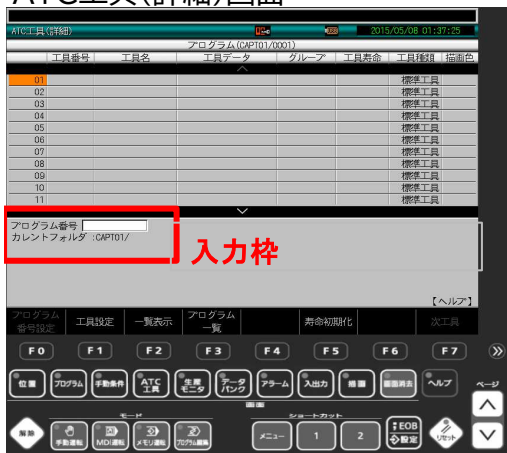 ATC工具(詳細)画面
ATC工具(詳細)
2015/05/08 01:37:25
プログラム(CAPT01/0001)
工具番号 工具名 工具データ グループ 工具寿命 工具種類 描画色
01 標準工具
02 標準工具
03 標準工具
04 標準工具
05 標準工具
06 標準工具
07 標準工具
08 標準工具
09 標準工具
10 標準工具
11 標準工具
プログラム番号
カレントフォルダ :CAPT01/
入力枠
【ヘルプ】
プログラム番号設定 工具設定 一覧表示 プログラム一覧 寿命初期化 次工具
F0 F1 F2 F3 F4 F5 F6 F7
位置 プログラム 手動条件 ATC工具 生産モニタ データバンク アラーム 入出力 描画 画面消去 ヘルプ ページ
画面
モード ショートカット
解除 手動運転 MDI運転 メモリ運転 プログラム編集 メニュー 1 2 ;EOB 設定 リセット